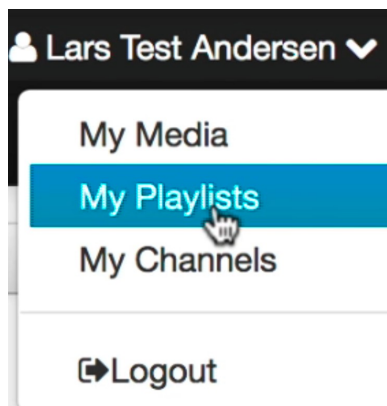 Lars Test Andersen
My Media
My Playlists
My Channels
Logout